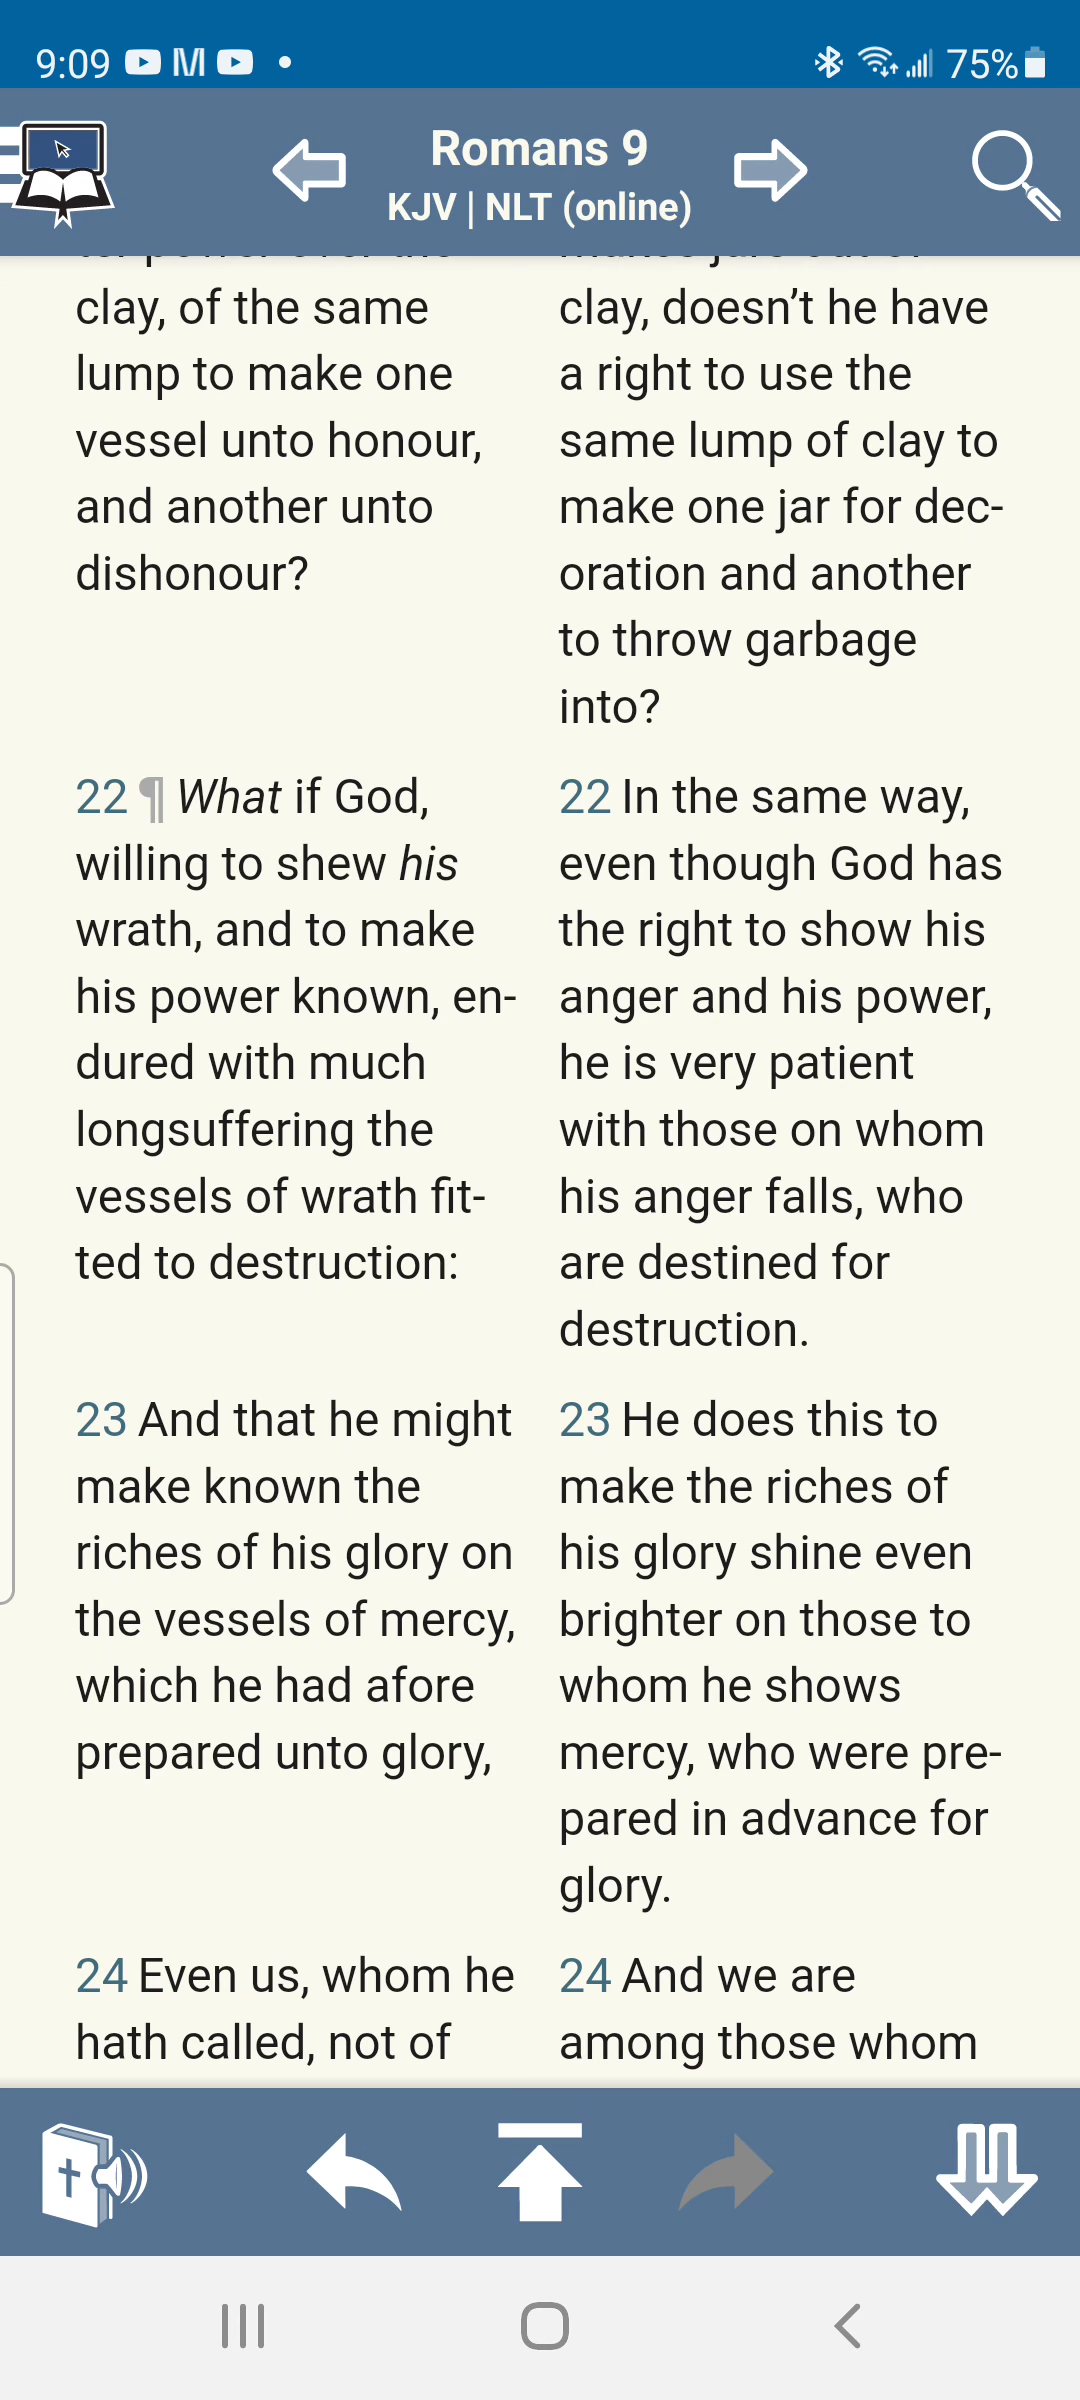 9:09
75%
Romans 9
KJV | NLT (online)
clay, of the same
lump to make one
vessel unto honour,
and another unto
dishonour?
clay, doesn’t he have
a right to use the
same lump of clay to
make one jar for dec-
oration and another
to throw garbage
into?
22 ¶ What if God,
willing to shew his
wrath, and to make
his power known, en-
dured with much
longsuffering the
vessels of wrath fit-
ted to destruction:
22 In the same way,
even though God has
the right to show his
anger and his power,
he is very patient
with those on whom
his anger falls, who
are destined for
destruction.
23 And that he might
make known the
riches of his glory on
the vessels of mercy,
which he had afore
prepared unto glory,
23 He does this to
make the riches of
his glory shine even
brighter on those to
whom he shows
mercy, who were pre-
pared in advance for
glory.
24 Even us, whom he
hath called, not of
24 And we are
among those whom